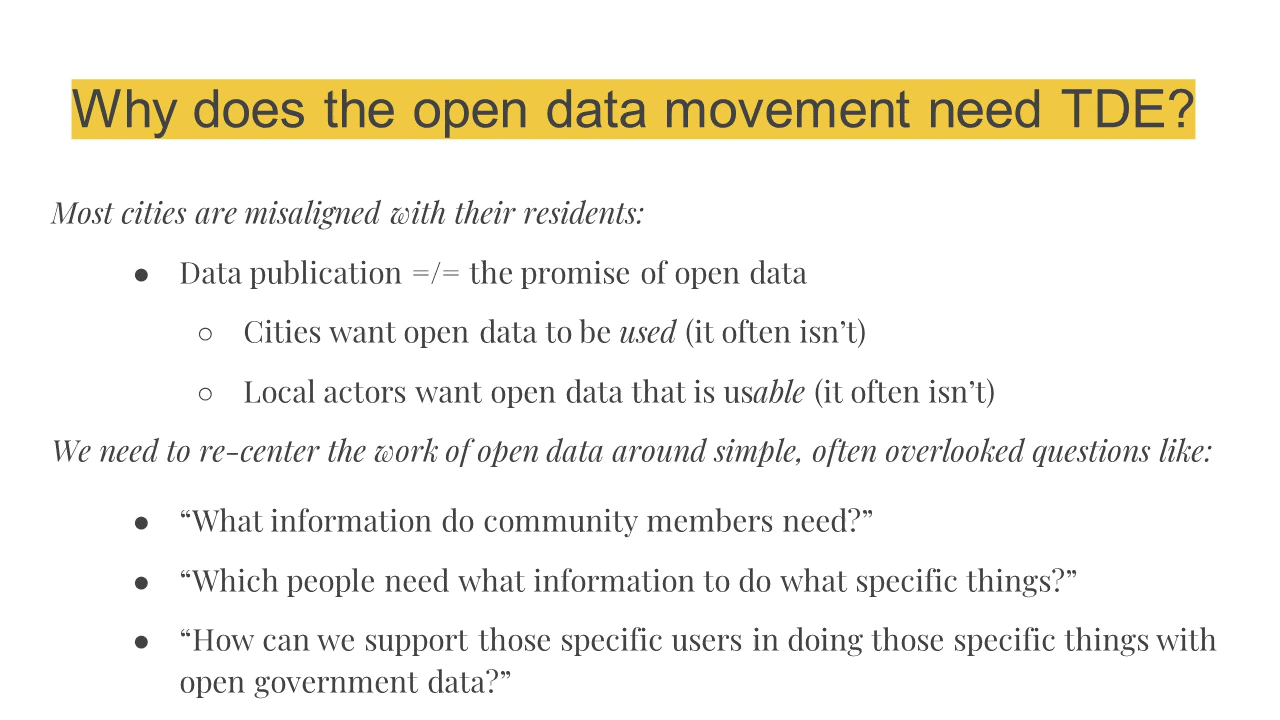 Why does the open data movement need TDE?
Most cities are misaligned with their residents:
● Data publication =/= the promise of open data
○ Cities want open data to be used (it often isn’t)
○ Local actors want open data that is usable (it often isn’t)
We need to re-center the work of open data around simple, often overlooked questions like:
● “What information do community members need?”
● “Which people need what information to do what specific things?”
● “How can we support those specific users in doing those specific things with
open government data?”